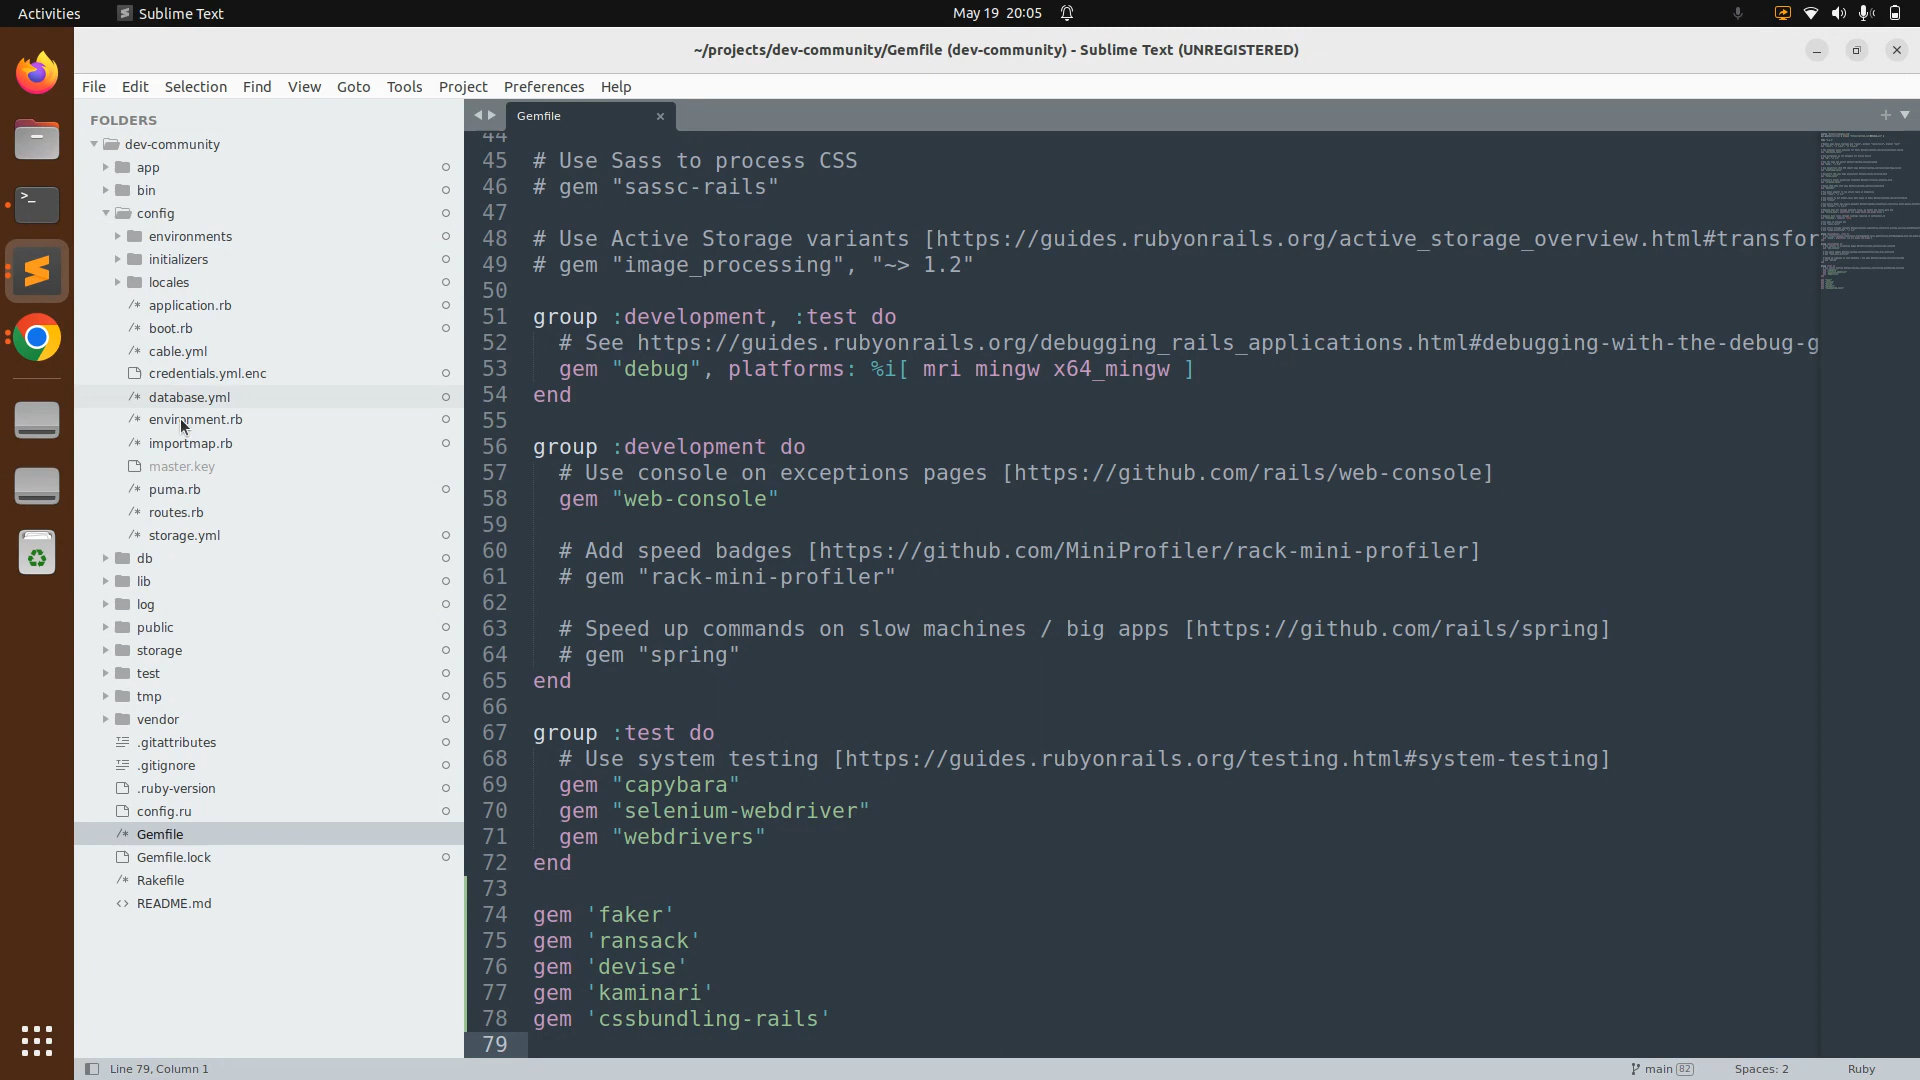 Activities
Sublime Text
May 19 20:05
~/projects/dev-community/Gemfile (dev-community) - Sublime Text (UNREGISTERED)
File Edit Selection Find View Goto Tools Project Preferences Help
FOLDERS
dev-community
app
bin
config
environments
initializers
locales
application.rb
boot.rb
cable.yml
credentials.yml.enc
database.yml
environment.rb
importmap.rb
master.key
puma.rb
routes.rb
storage.yml
db
lib
log
public
storage
test
tmp
vendor
.gitattributes
.gitignore
.ruby-version
config.ru
Gemfile
Gemfile.lock
Rakefile
README.md
Gemfile
44
45 # Use Sass to process CSS
46 # gem "sassc-rails"
47
48 # Use Active Storage variants [https://guides.rubyonrails.org/active_storage_overview.html#transfor
49 # gem "image_processing", "~> 1.2"
50
51 group :development, :test do
52 # See https://guides.rubyonrails.org/debugging_rails_applications.html#debugging-with-the-debug-g
53 gem "debug", platforms: %i[ mri mingw x64_mingw ]
54 end
55
56 group :development do
57 # Use console on exceptions pages [https://github.com/rails/web-console]
58 gem "web-console"
59
60 # Add speed badges [https://github.com/MiniProfiler/rack-mini-profiler]
61 # gem "rack-mini-profiler"
62
63 # Speed up commands on slow machines / big apps [https://github.com/rails/spring]
64 # gem "spring"
65 end
66
67 group :test do
68 # Use system testing [https://guides.rubyonrails.org/testing.html#system-testing]
69 gem "capybara"
70 gem "selenium-webdriver"
71 gem "webdrivers"
72 end
73
74 gem 'faker'
75 gem 'ransack'
76 gem 'devise'
77 gem 'kaminari'
78 gem 'cssbundling-rails'
79
Line 79, Column 1
main 82
Spaces: 2
Ruby